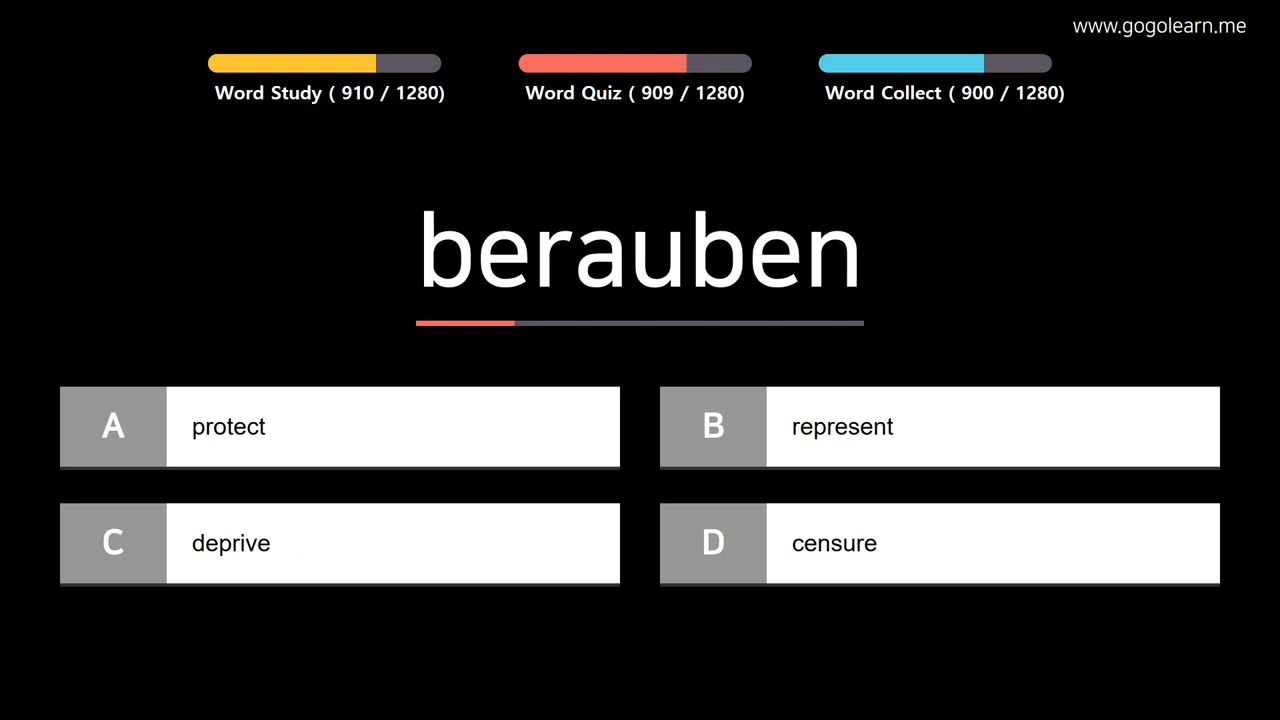 www.gogolearn.me
Word Study ( 910 / 1280)
Word Quiz ( 909 / 1280)
Word Collect ( 900 / 1280)
berauben
A protect
B represent
C deprive
D censure